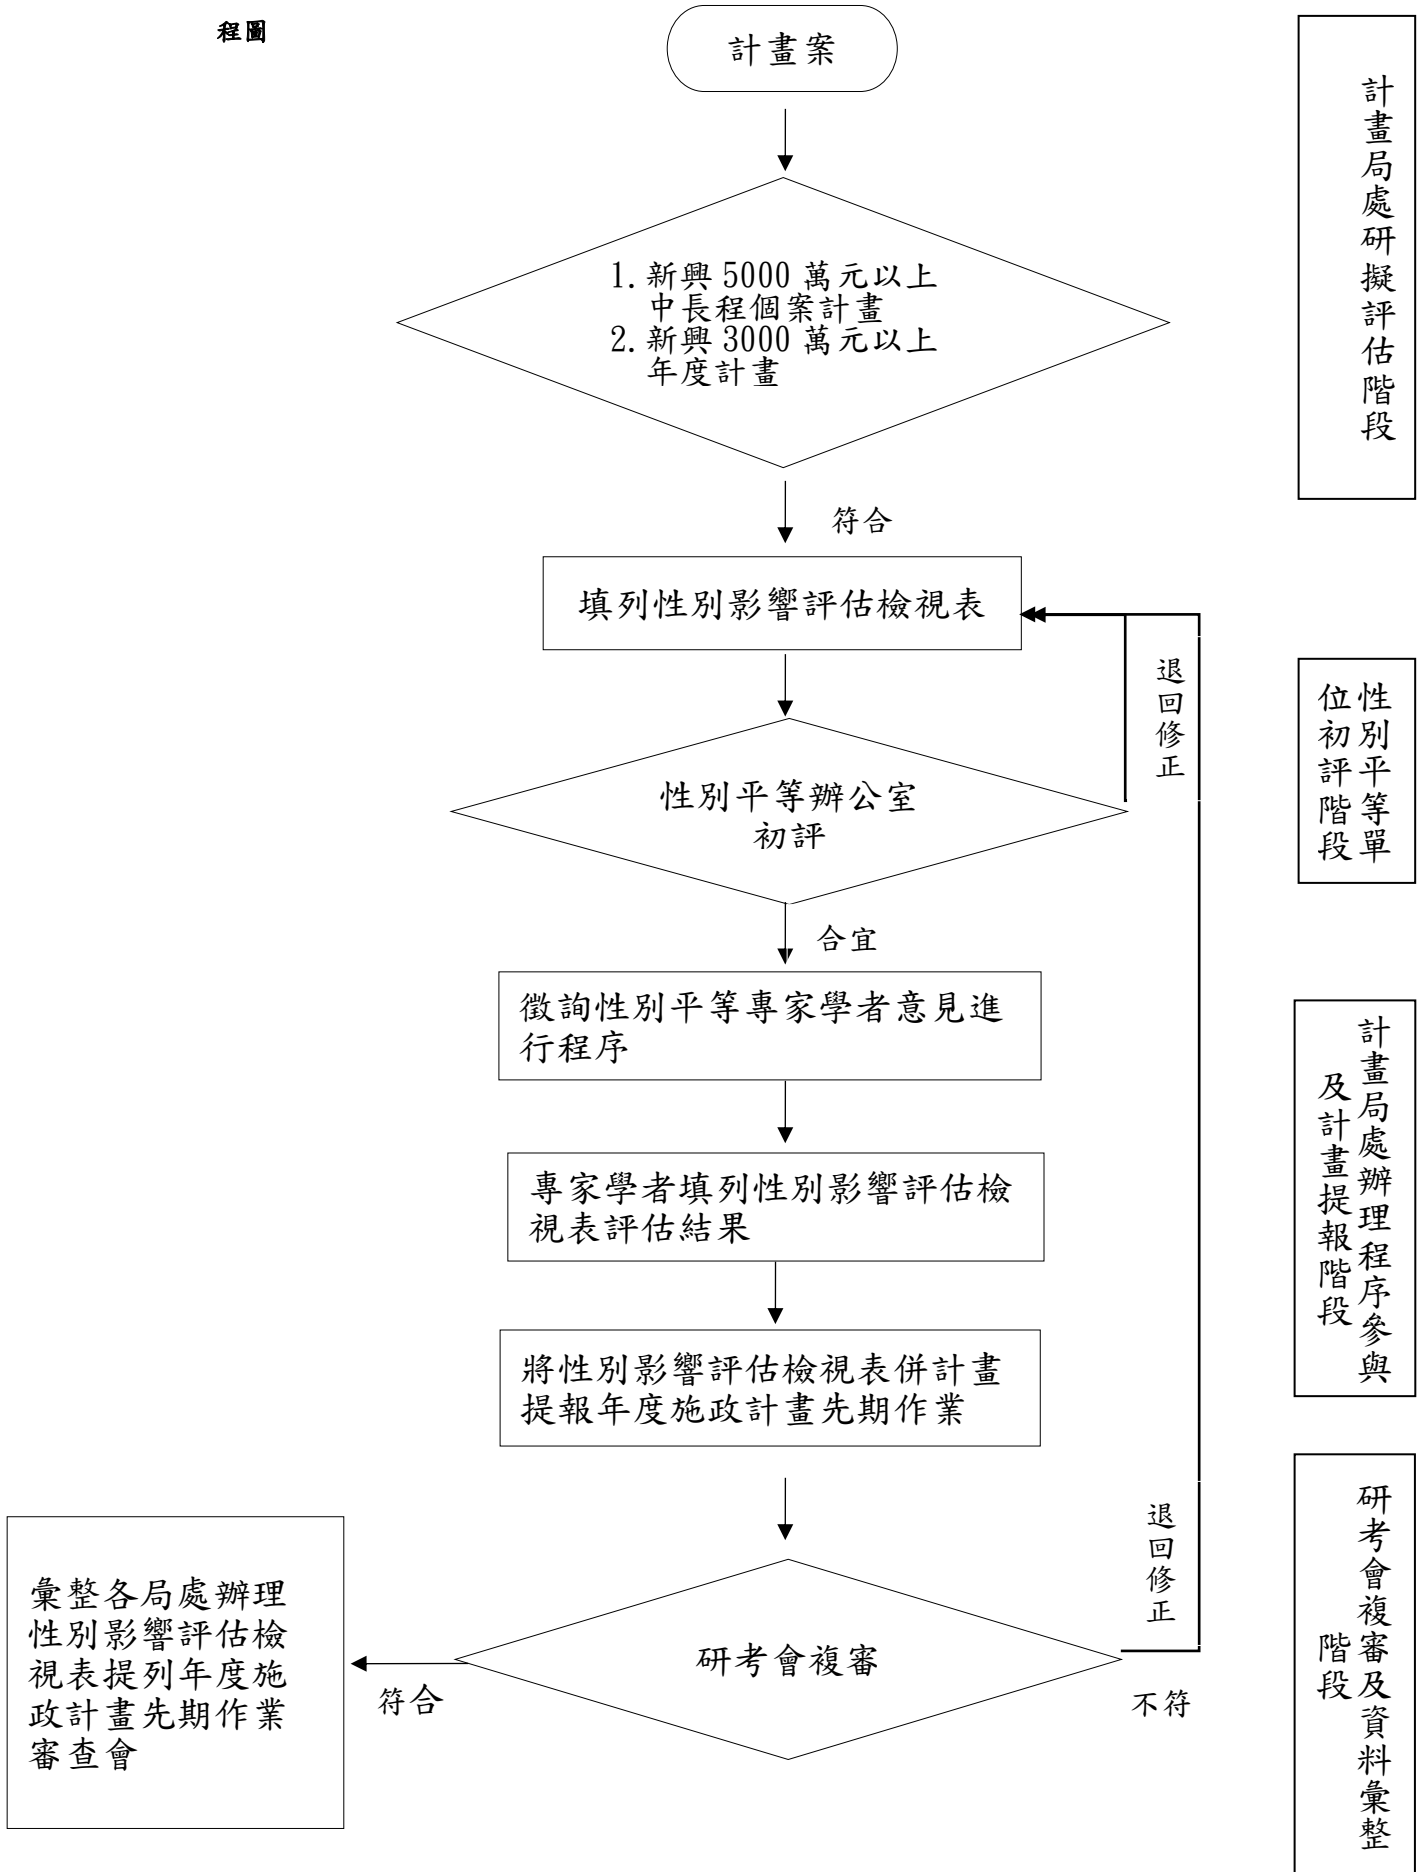 程圖
計畫案
1.新興 5000 萬元以上
中長程個案計畫
2.新興 3000 萬元以上
年度計畫
符合
填列性別影響評估檢視表
退回修正
性別平等辦公室
初評
合宜
徵詢性別平等專家學者意見進
行程序
專家學者填列性別影響評估檢
視表評估結果
將性別影響評估檢視表併計畫
提報年度施政計畫先期作業
退回修正
研考會複審
符合
不符
彙整各局處辦理
性別影響評估檢
視表提列年度施
政計畫先期作業
審查會
計畫局處研擬評估階段
性別平等單
位初評階段
計畫局處辦理程序參與
及計畫提報階段
研考會複審及資料彙整
階段